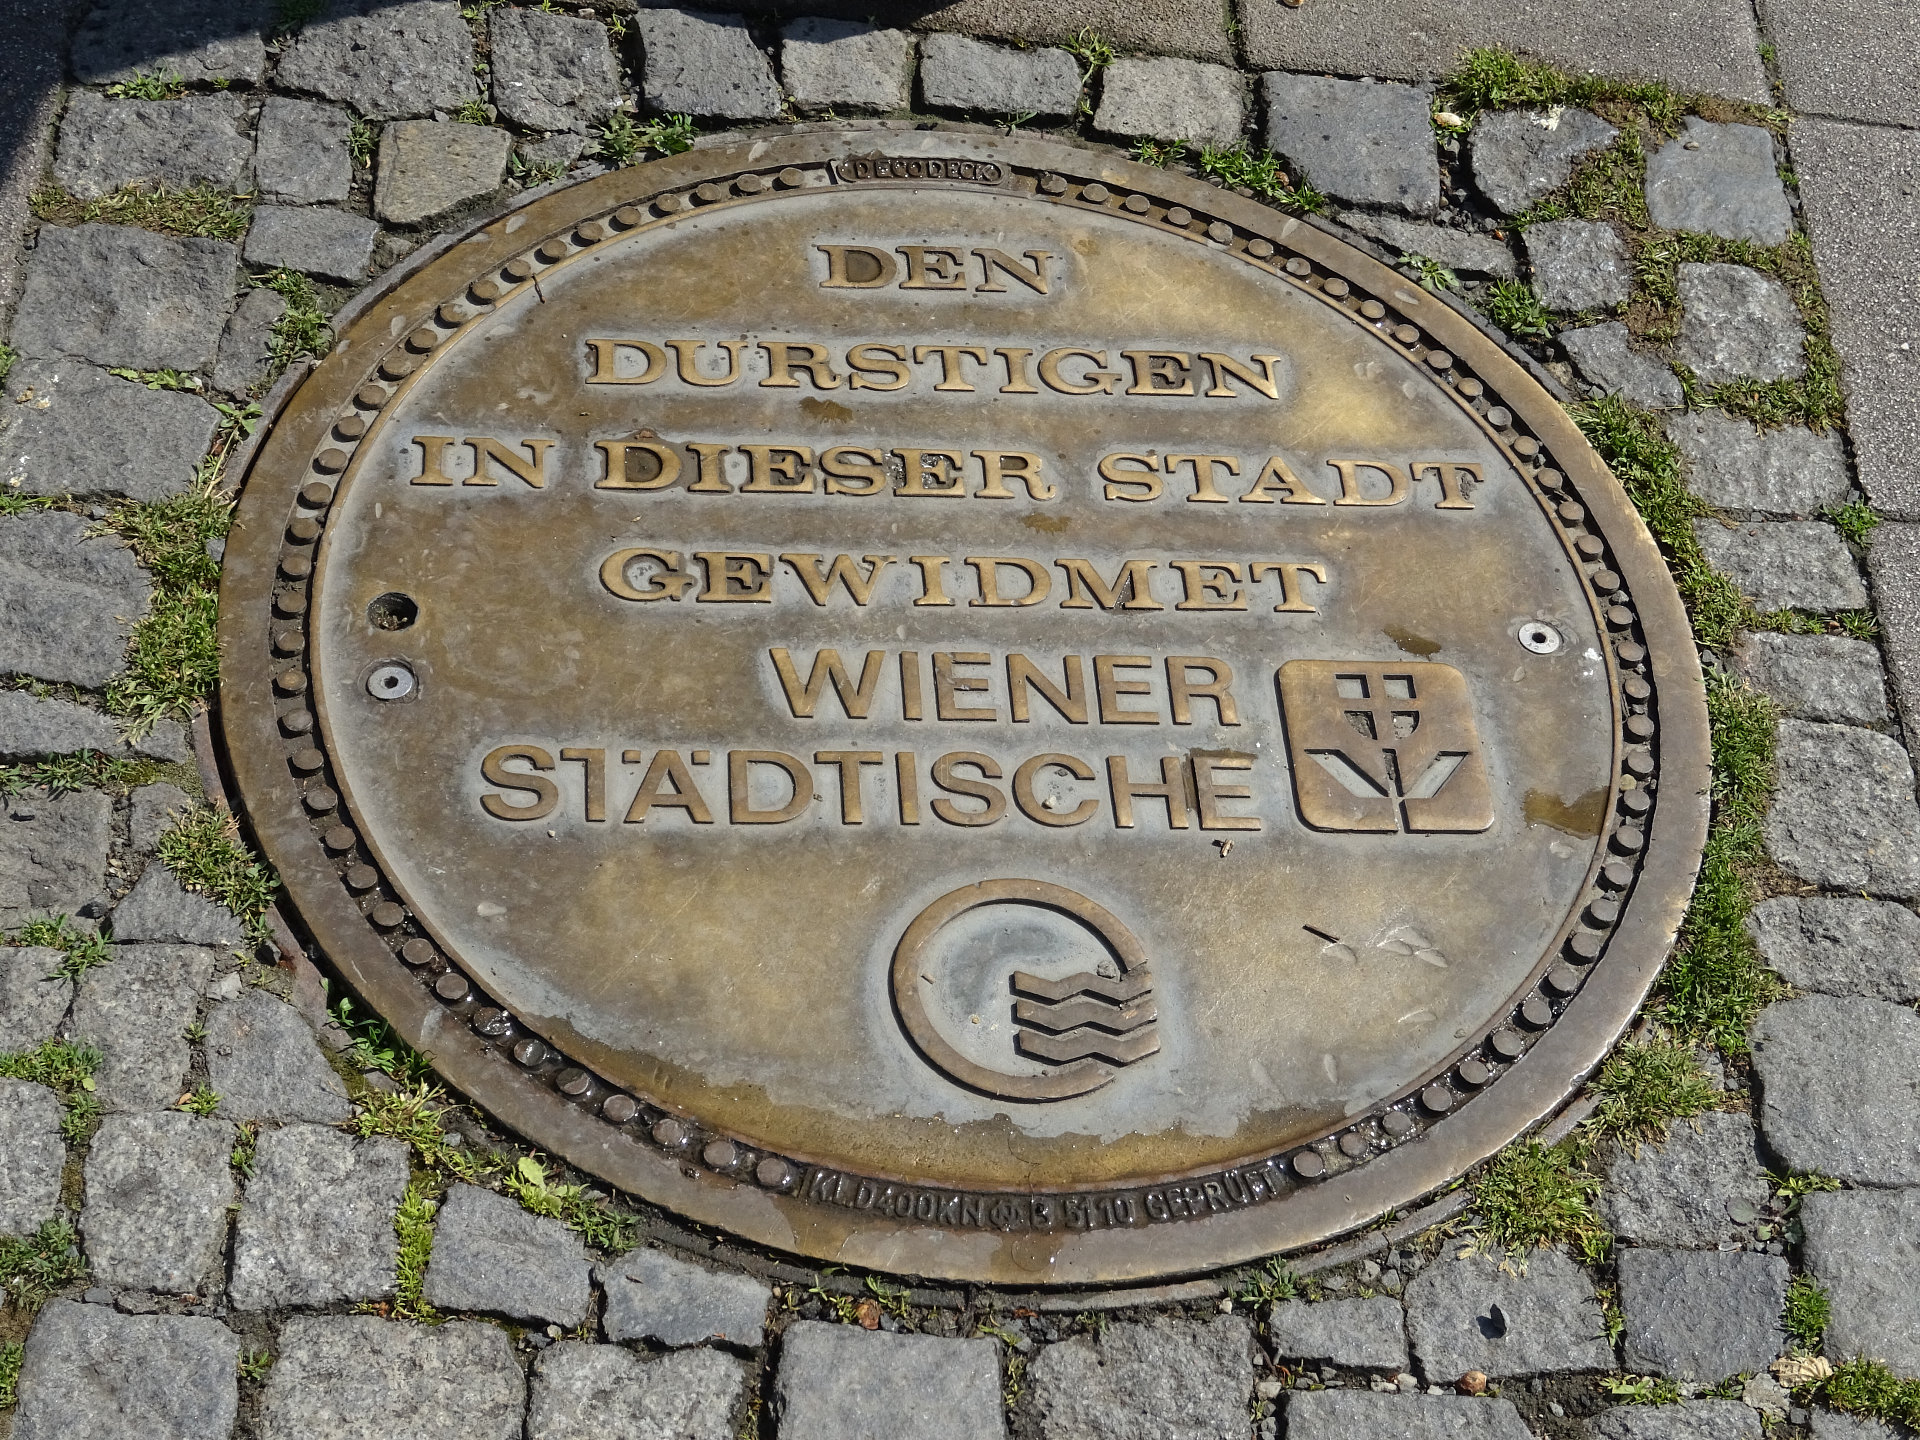 DECODECK
DEN
DURSTIGEN
IN DIESER STADT
GEWIDMET
WIENER
STÄDTISCHE
KL.D400KN B 5110 GEPRÜFT